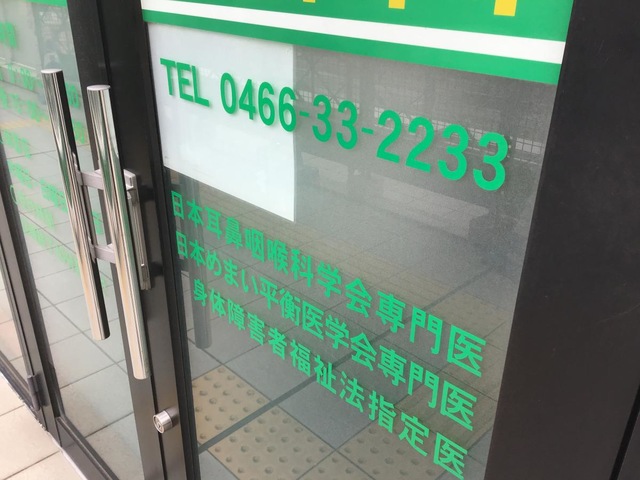 TEL 0466-33-2233
日本耳鼻咽喉科学会専門医
日本めまい平衡医学会専門医
身体障害者福祉法指定医